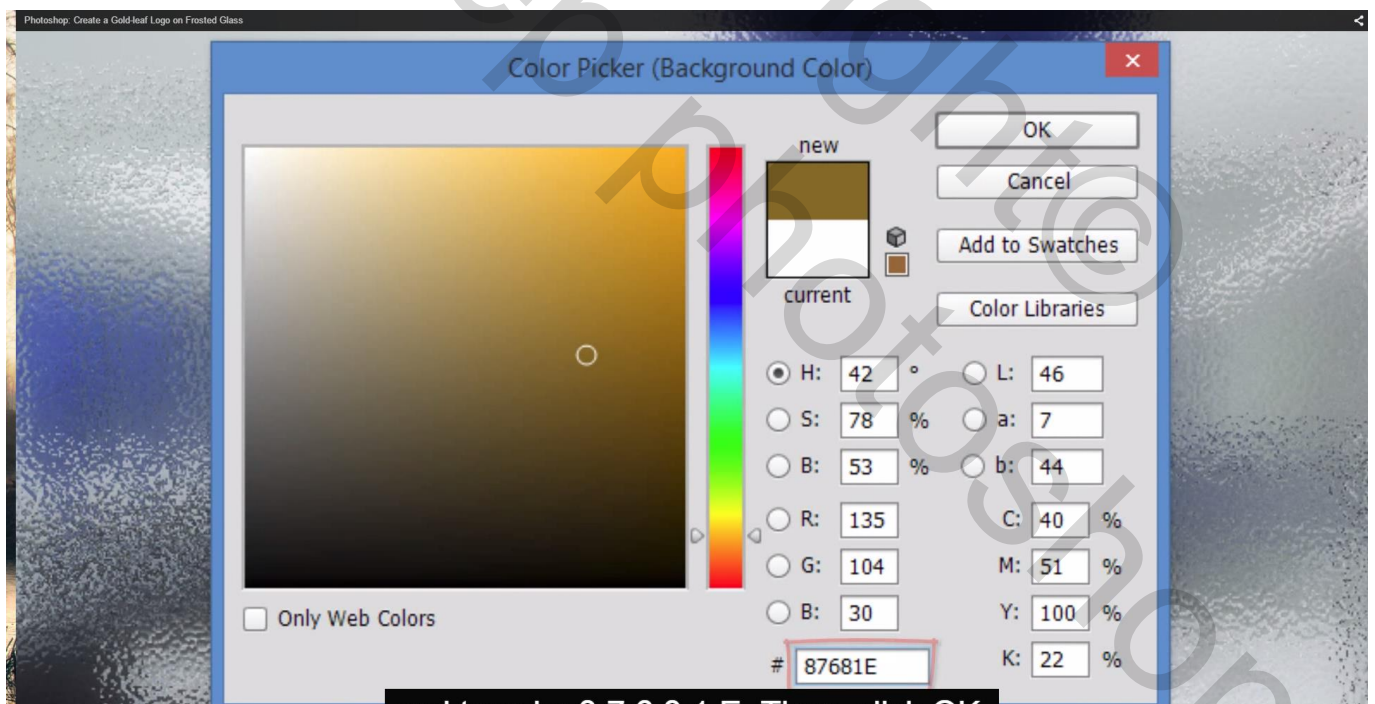 Photoshop: Create a Gold-leaf Logo on Frosted Glass
Color Picker (Background Color)
new
current
OK
Cancel
Add to Swatches
Color Libraries
H: 42 °
S: 78 %
B: 53 %
R: 135
G: 104
B: 30
# 87681E
L: 46
a: 7
b: 44
C: 40 %
M: 51 %
Y: 100 %
K: 22 %
Only Web Colors